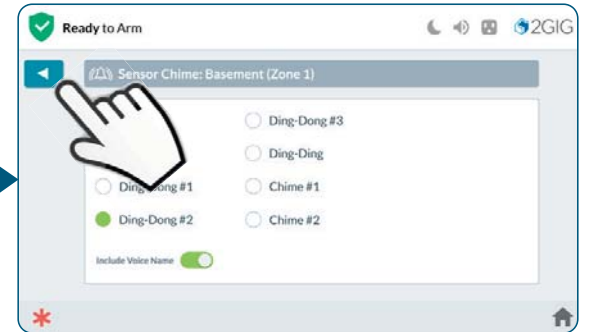 Ready to Arm
2GIG
Sensor Chime: Basement (Zone 1)
Ding-Dong #3
Ding-Ding
Ding-Dong #1
Chime #1
Ding-Dong #2
Chime #2
Include Voice Name